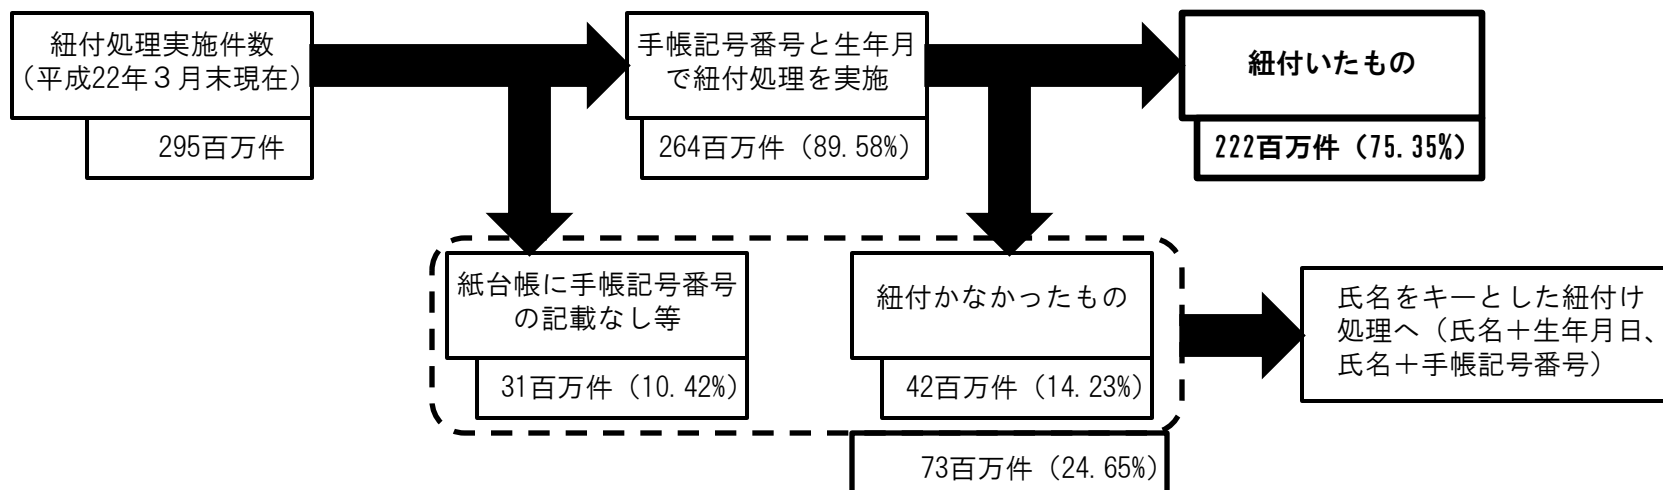 紐付処理実施件数
（平成22年３月末現在）
295百万件
手帳記号番号と生年月
で紐付処理を実施
264百万件（89.58%）
紐付いたもの
222百万件（75.35%）
紙台帳に手帳記号番号
の記載なし等
31百万件（10.42%）
紐付かなかったもの
42百万件（14.23%）
73百万件（24.65%）
氏名をキーとした紐付け
処理へ（氏名＋生年月日、
氏名＋手帳記号番号）